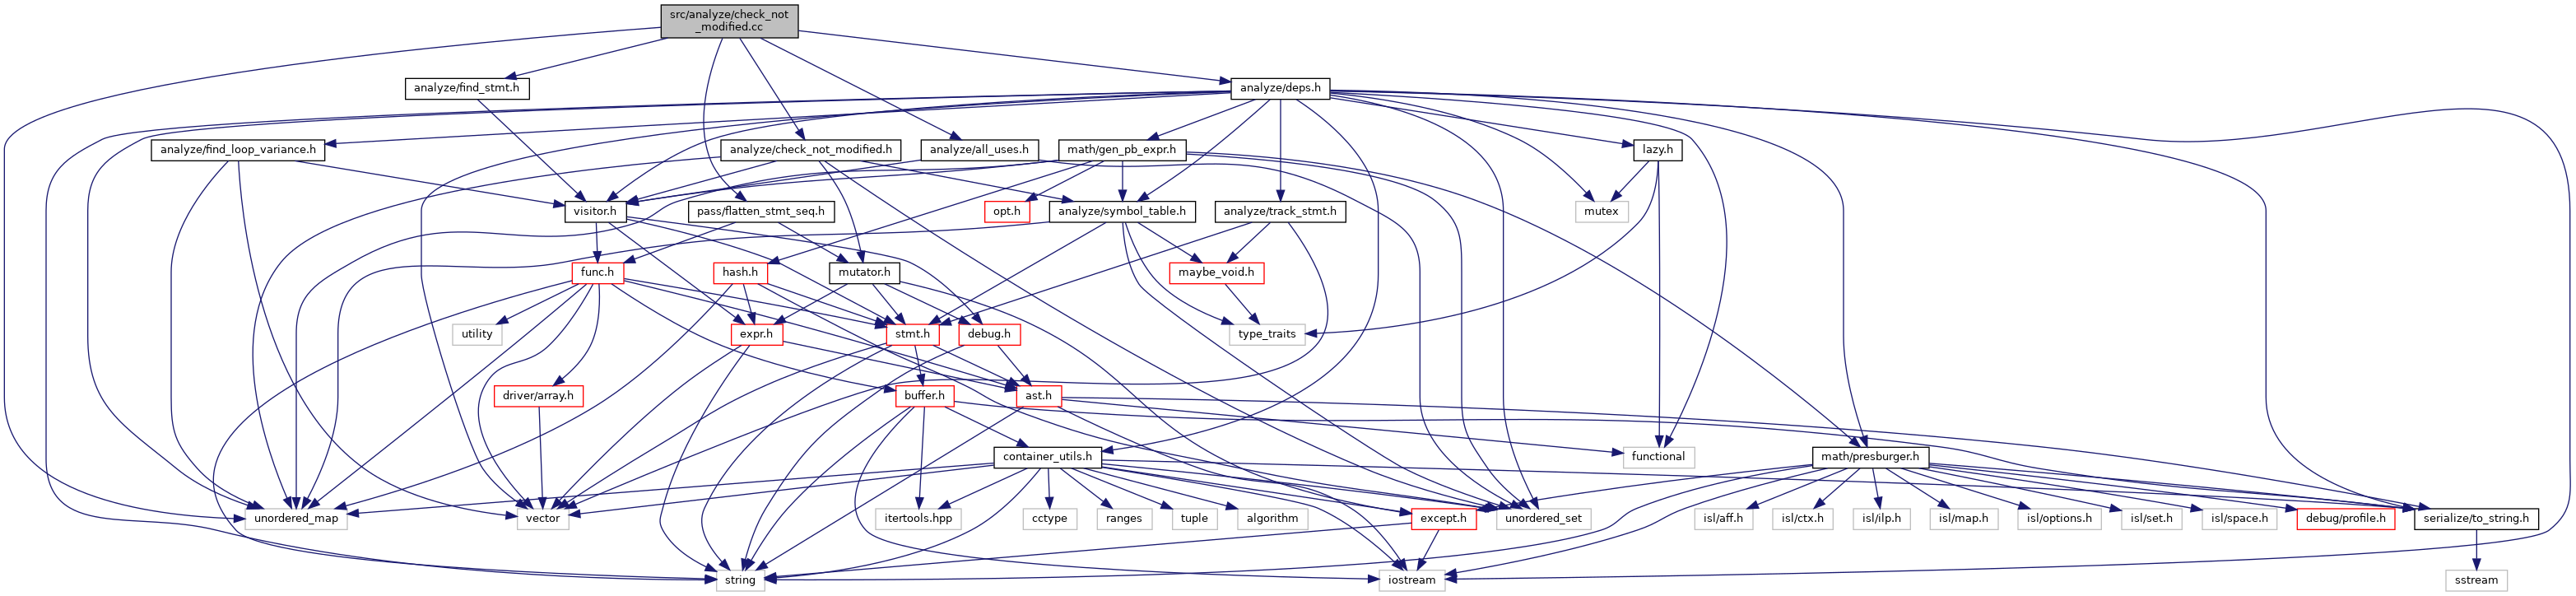 src/analyze/check_not
_modified.cc
analyze/find_stmt.h
analyze/deps.h
analyze/find_loop_variance.h
analyze/check_not_modified.h
analyze/all_uses.h
math/gen_pb_expr.h
lazy.h
visitor.h
pass/flatten_stmt_seq.h
opt.h
analyze/symbol_table.h
analyze/track_stmt.h
mutex
func.h
hash.h
mutator.h
maybe_void.h
utility
expr.h
stmt.h
debug.h
type_traits
driver/array.h
buffer.h
ast.h
container_utils.h
functional
math/presburger.h
unordered_map
vector
itertools.hpp
cctype
ranges
tuple
algorithm
except.h
unordered_set
isl/aff.h
isl/ctx.h
isl/ilp.h
isl/map.h
isl/options.h
isl/set.h
isl/space.h
debug/profile.h
serialize/to_string.h
string
iostream
sstream